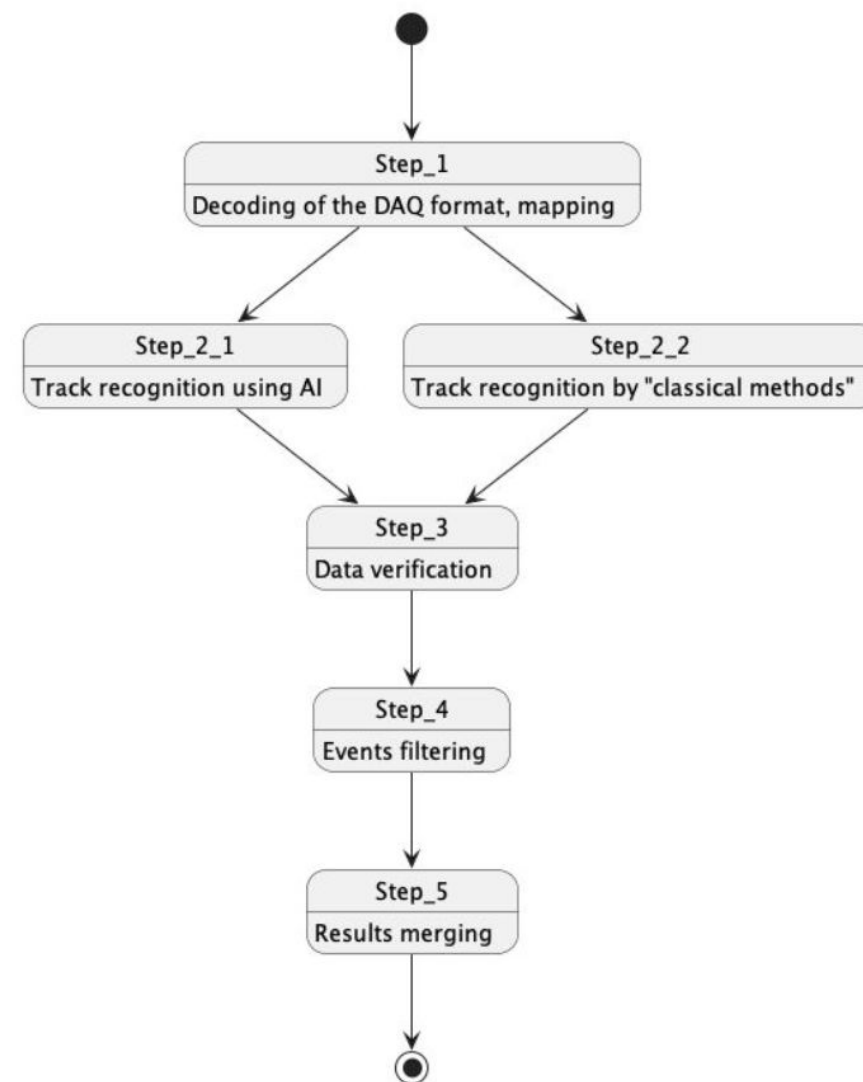 Step_1
Decoding of the DAQ format, mapping
Step_2_1
Track recognition using AI
Step_2_2
Track recognition by "classical methods"
Step_3
Data verification
Step_4
Events filtering
Step_5
Results merging